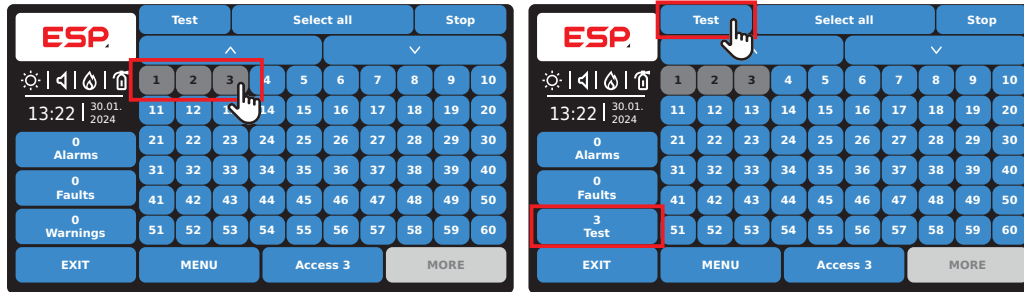 Test Select all Stop
ESP
1 2 3 4 5 6 7 8 9 10
13:22 30.01.
2024
11 12 14 15 16 17 18 19 20
0
Alarms
21 22 23 24 25 26 27 28 29 30
31 32 33 34 35 36 37 38 39 40
0
Faults
41 42 43 44 45 46 47 48 49 50
0
Warnings
51 52 53 54 55 56 57 58 59 60
EXIT MENU Access 3 MORE
Test Select all Stop
ESP
1 2 3 4 5 6 7 8 9 10
13:22 30.01.
2024
11 12 13 14 15 16 17 18 19 20
0
Alarms
21 22 23 24 25 26 27 28 29 30
31 32 33 34 35 36 37 38 39 40
0
Faults
41 42 43 44 45 46 47 48 49 50
3
Test
51 52 53 54 55 56 57 58 59 60
EXIT MENU Access 3 MORE